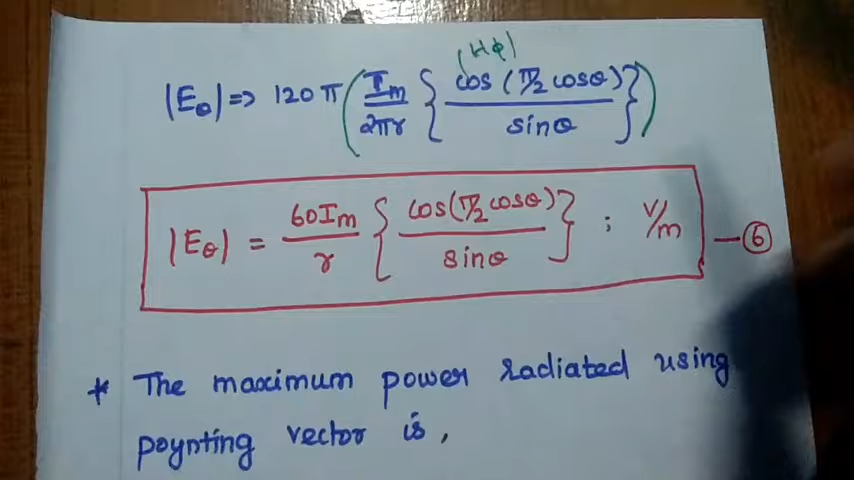 |Hφ|
|Eθ| => 120 π ( Im/2πr { cos (π/2 cosθ) / sinθ } )
|Eθ| = 60Im/r { cos(π/2 cosθ) / sinθ } ; V/m — ⑥
* The maximum power radiated using
poynting vector is,